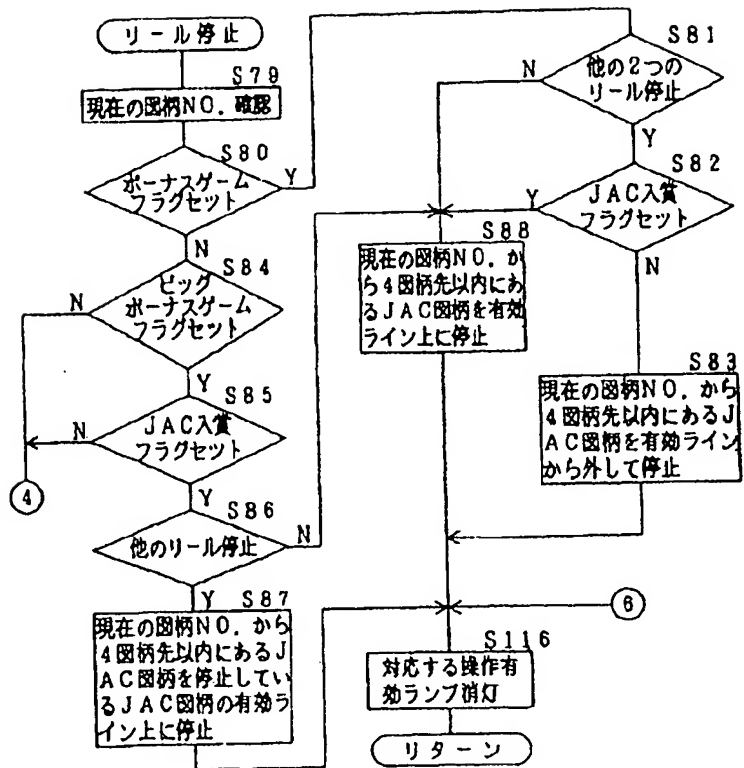 リール停止
S79
現在の図柄NO.確認
S80
ボーナスゲーム
フラグセット
Y
N
S84
ビッグ
ボーナスゲーム
フラグセット
N
Y
S85
JAC入賞
フラグセット
N
Y
4
S86
他のリール停止
N
Y
S87
現在の図柄NO.から
4図柄先以内にあるJ
AC図柄を停止してい
るJAC図柄の有効ラ
イン上に停止
S81
他の2つの
リール停止
N
Y
S82
JAC入賞
フラグセット
Y
N
S88
現在の図柄NO.か
ら4図柄先以内にあ
るJAC図柄を有効
ライン上に停止
S83
現在の図柄NO.から
4図柄先以内にあるJ
AC図柄を有効ライン
から外して停止
6
S116
対応する操作有
効ランプ消灯
リターン